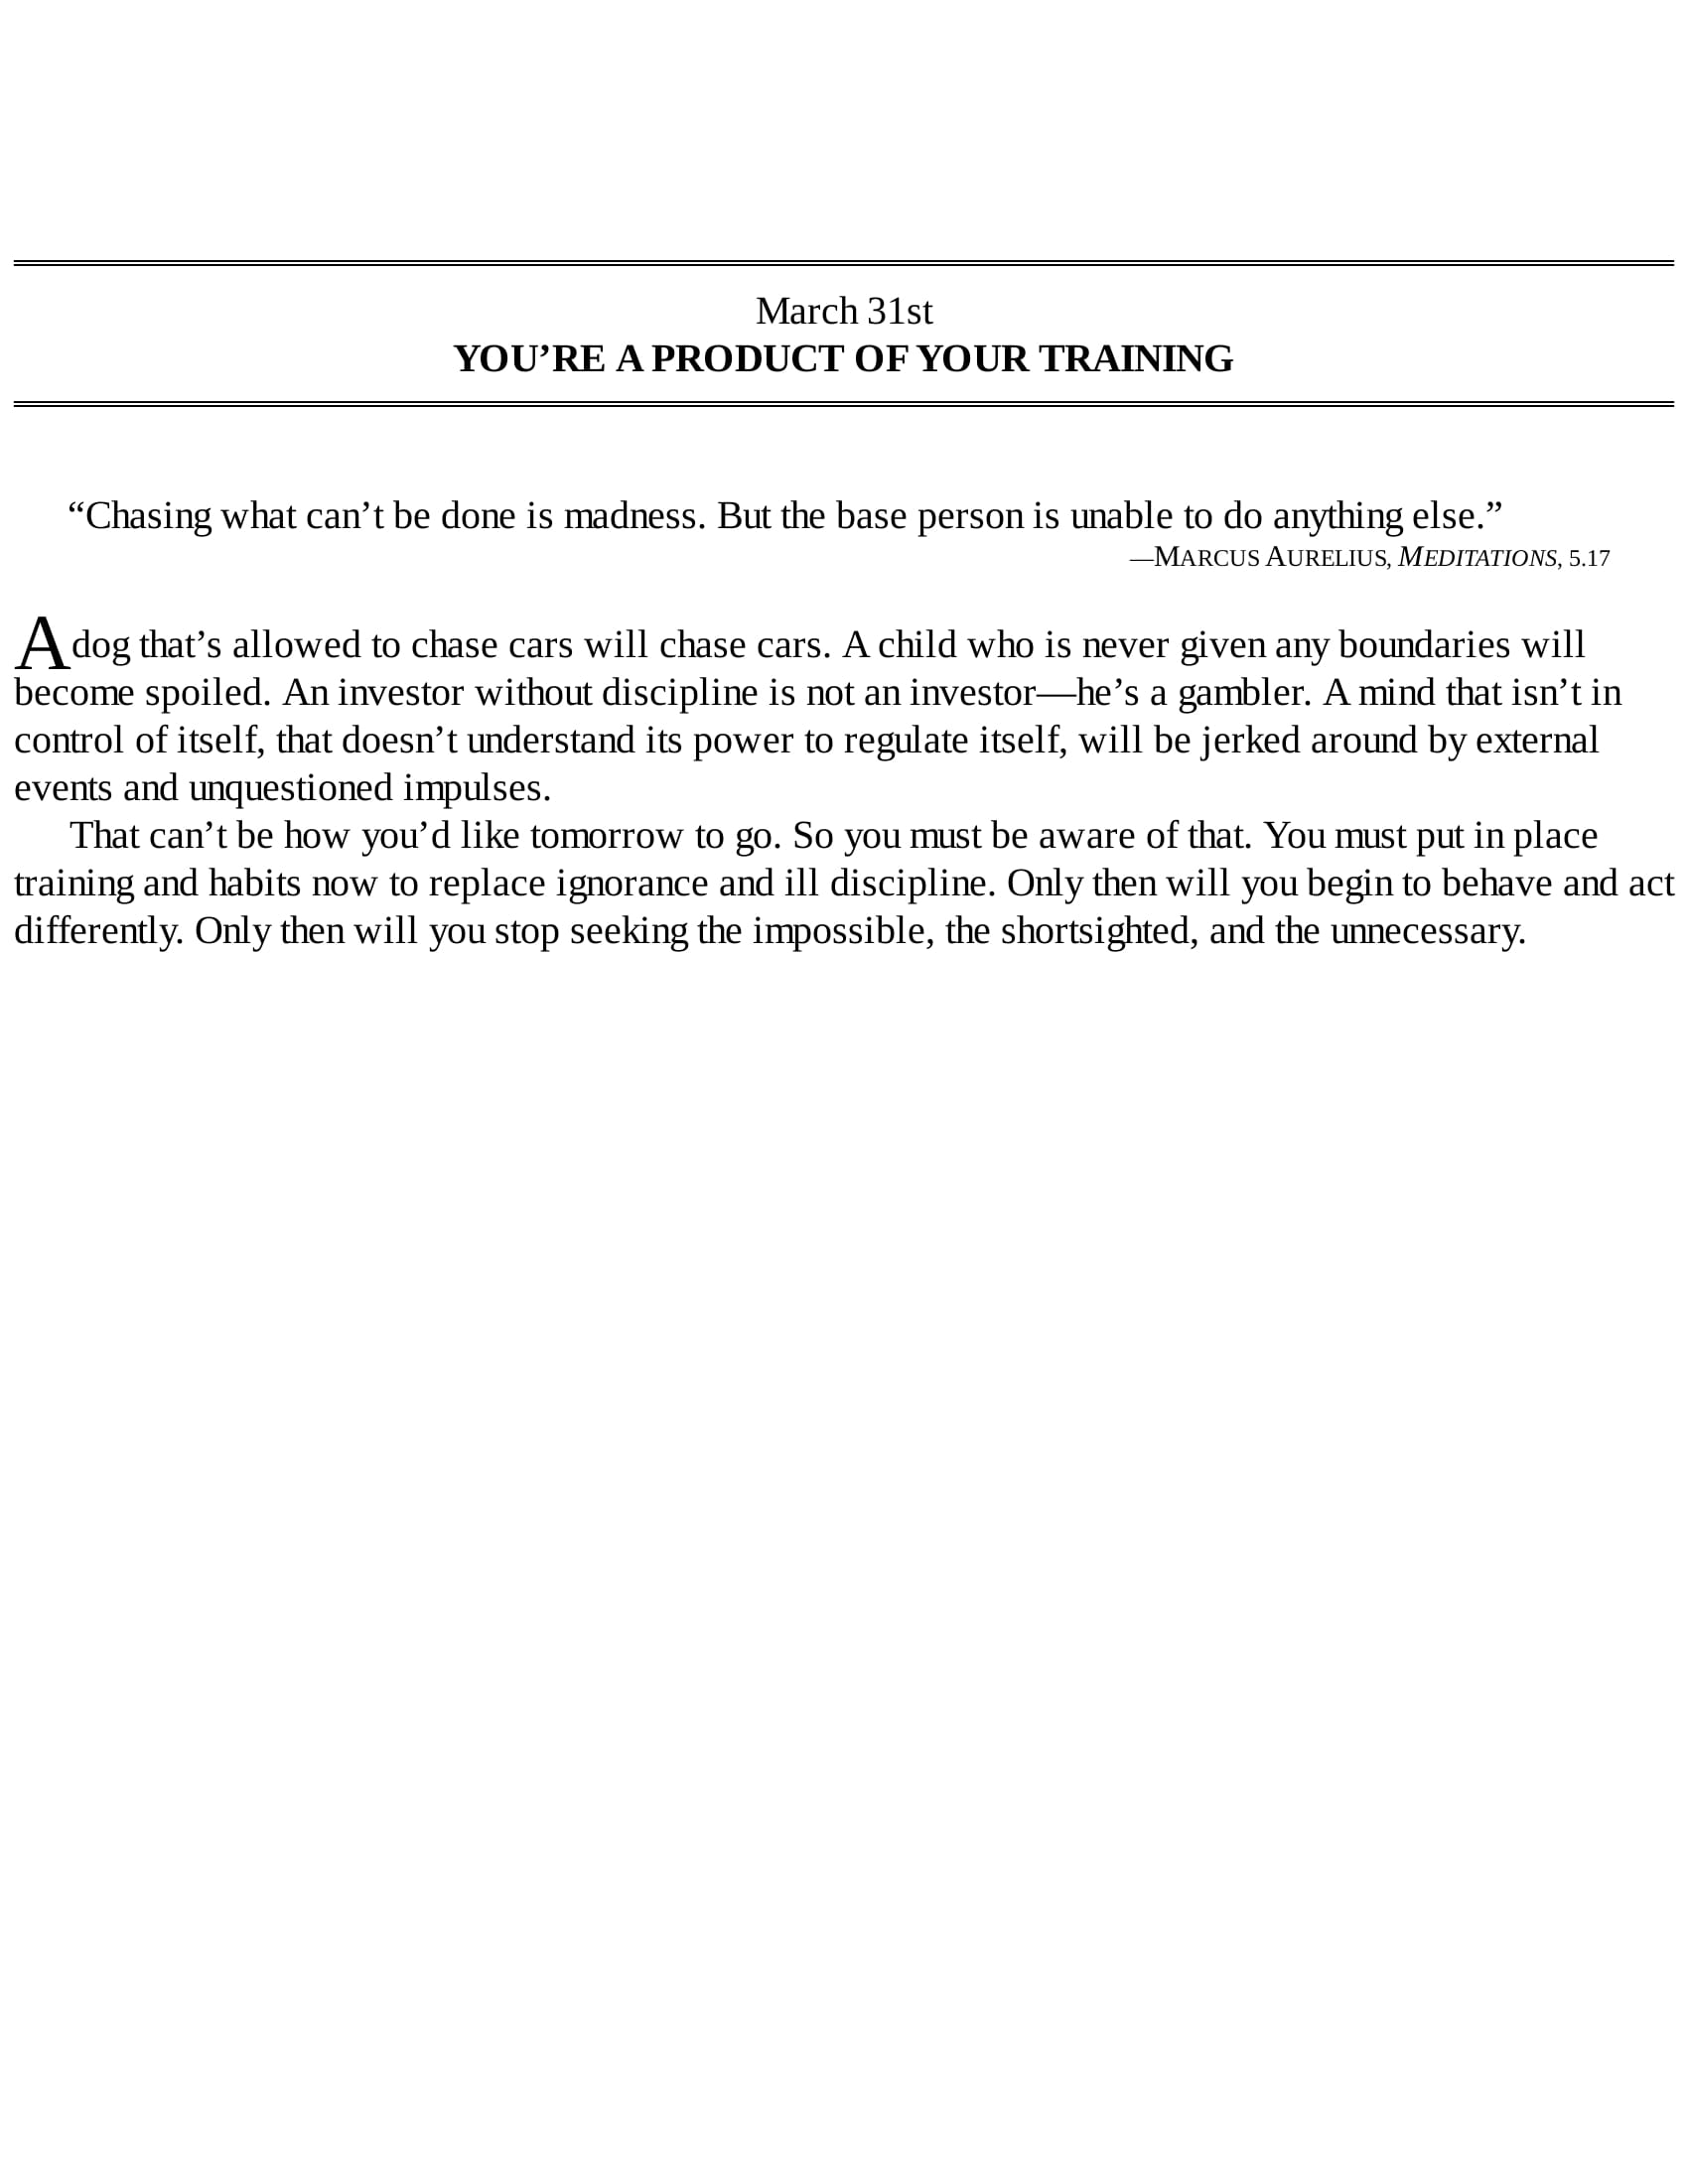 March 31st
YOU’RE A PRODUCT OF YOUR TRAINING
“Chasing what can’t be done is madness. But the base person is unable to do anything else.”
—MARCUS AURELIUS, MEDITATIONS, 5.17
A dog that’s allowed to chase cars will chase cars. A child who is never given any boundaries will
become spoiled. An investor without discipline is not an investor—he’s a gambler. A mind that isn’t in
control of itself, that doesn’t understand its power to regulate itself, will be jerked around by external
events and unquestioned impulses.
That can’t be how you’d like tomorrow to go. So you must be aware of that. You must put in place
training and habits now to replace ignorance and ill discipline. Only then will you begin to behave and act
differently. Only then will you stop seeking the impossible, the shortsighted, and the unnecessary.